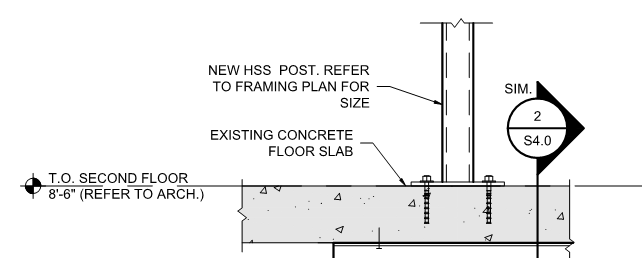 NEW HSS POST. REFER
TO FRAMING PLAN FOR
SIZE
SIM.
2
S4.0
EXISTING CONCRETE
FLOOR SLAB
T.O. SECOND FLOOR
8'-6" (REFER TO ARCH.)